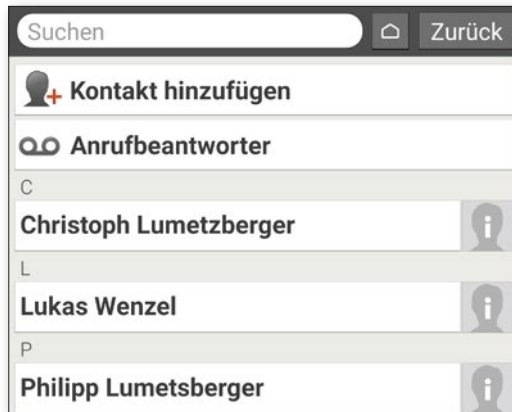 Suchen
Zurück
Kontakt hinzufügen
Anrufbeantworter
C
Christoph Lumetzberger
L
Lukas Wenzel
P
Philipp Lumetsberger